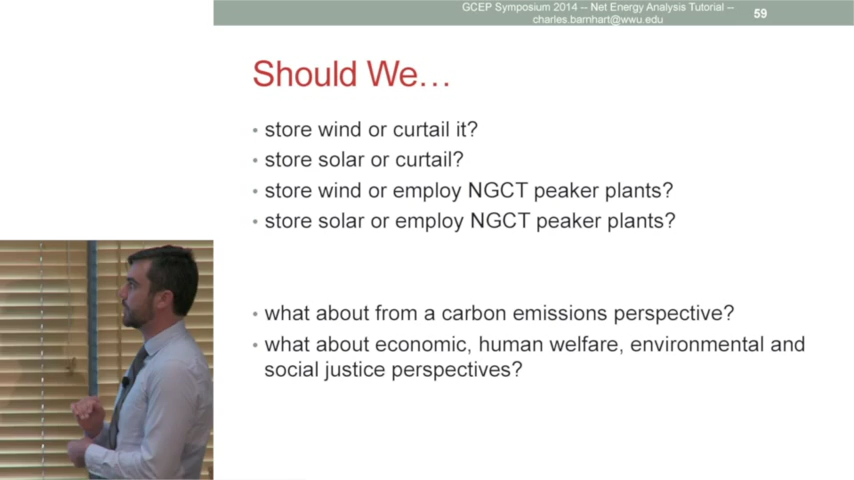 GCEP Symposium 2014 -- Net Energy Analysis Tutorial --
charles.barnhart@wwu.edu
59
Should We…
• store wind or curtail it?
• store solar or curtail?
• store wind or employ NGCT peaker plants?
• store solar or employ NGCT peaker plants?
• what about from a carbon emissions perspective?
• what about economic, human welfare, environmental and
social justice perspectives?